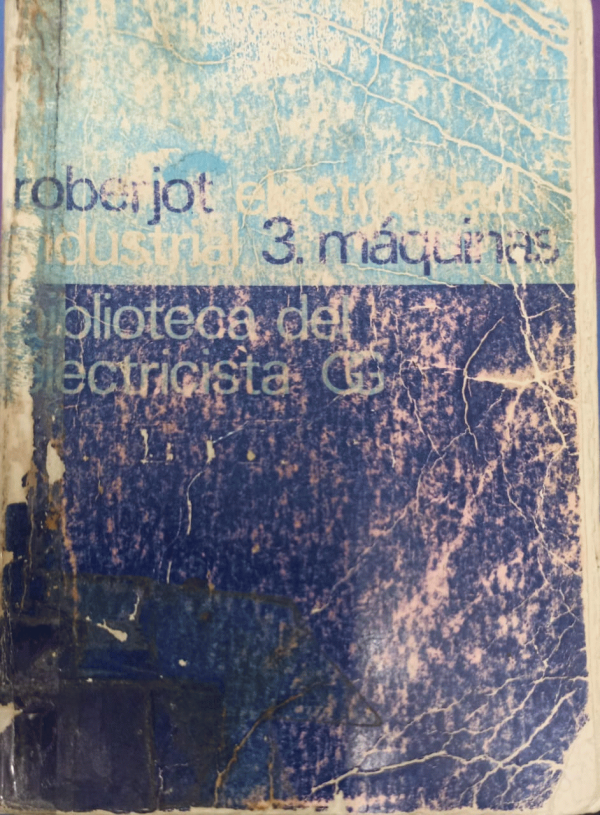 roberjot electricidad
industrial 3. máquinas
biblioteca del
electricista GG